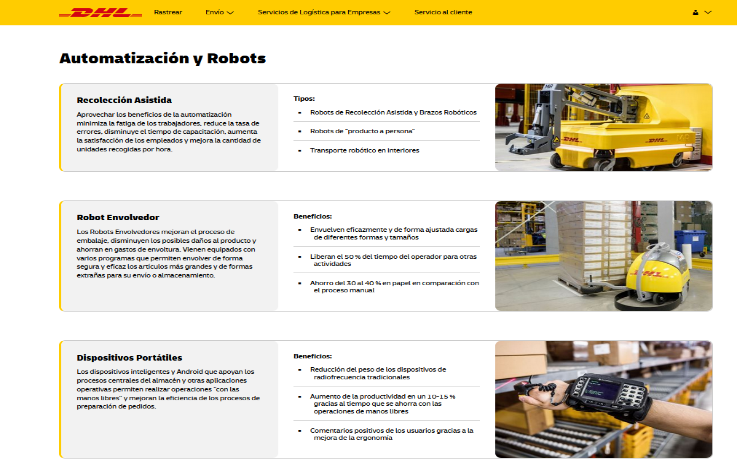 DHL
Rastrear
Envío
Servicios de Logística para Empresas
Servicio al cliente
Automatización y Robots
Recolección Asistida
Aprovechar los beneficios de la automatización
minimiza la fatiga de los trabajadores, reduce la tasa de
errores, disminuye el tiempo de capacitación, aumenta
la satisfacción de los empleados y mejora la cantidad de
unidades recogidas por hora.
Tipos:
Robots de Recolección Asistida y Brazos Robóticos
Robots de "producto a persona"
Transporte robótico en interiores
DHL
Robot Envolvedor
Los Robots Envolvedores mejoran el proceso de
embalaje, disminuyen los posibles daños al producto y
ahorran en gastos de envoltura. Vienen equipados con
varios programas que permiten envolver de forma
segura y eficaz los artículos más grandes y de formas
extrañas para su envío o almacenamiento.
Beneficios:
Envuelven eficazmente y de forma ajustada cargas
de diferentes formas y tamaños
Liberan el 50 % del tiempo del operador para otras
actividades
Ahorro del 30 al 40 % en papel en comparación con
el proceso manual
DHL
Dispositivos Portátiles
Los dispositivos inteligentes y Android que apoyan los
procesos centrales del almacén y otras aplicaciones
operativas permiten realizar operaciones "con las
manos libres" y mejoran la eficiencia de los procesos de
preparación de pedidos.
Beneficios:
Reducción del peso de los dispositivos de
radiofrecuencia tradicionales
Aumento de la productividad en un 10-15 %
gracias al tiempo que se ahorra con las
operaciones de manos libres
Comentarios positivos de los usuarios gracias a la
mejora de la ergonomía